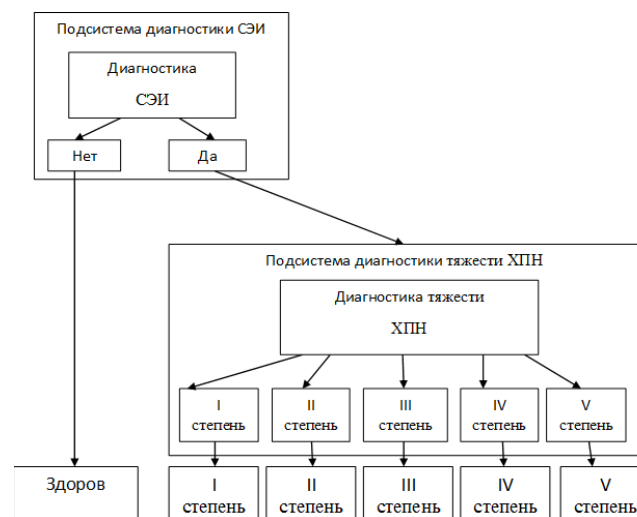 Подсистема диагностики СЭИ
Диагностика
СЭИ
Нет
Да
Подсистема диагностики тяжести ХПН
Диагностика тяжести
ХПН
I
степень
II
степень
III
степень
IV
степень
V
степень
Здоров
I
степень
II
степень
III
степень
IV
степень
V
степень